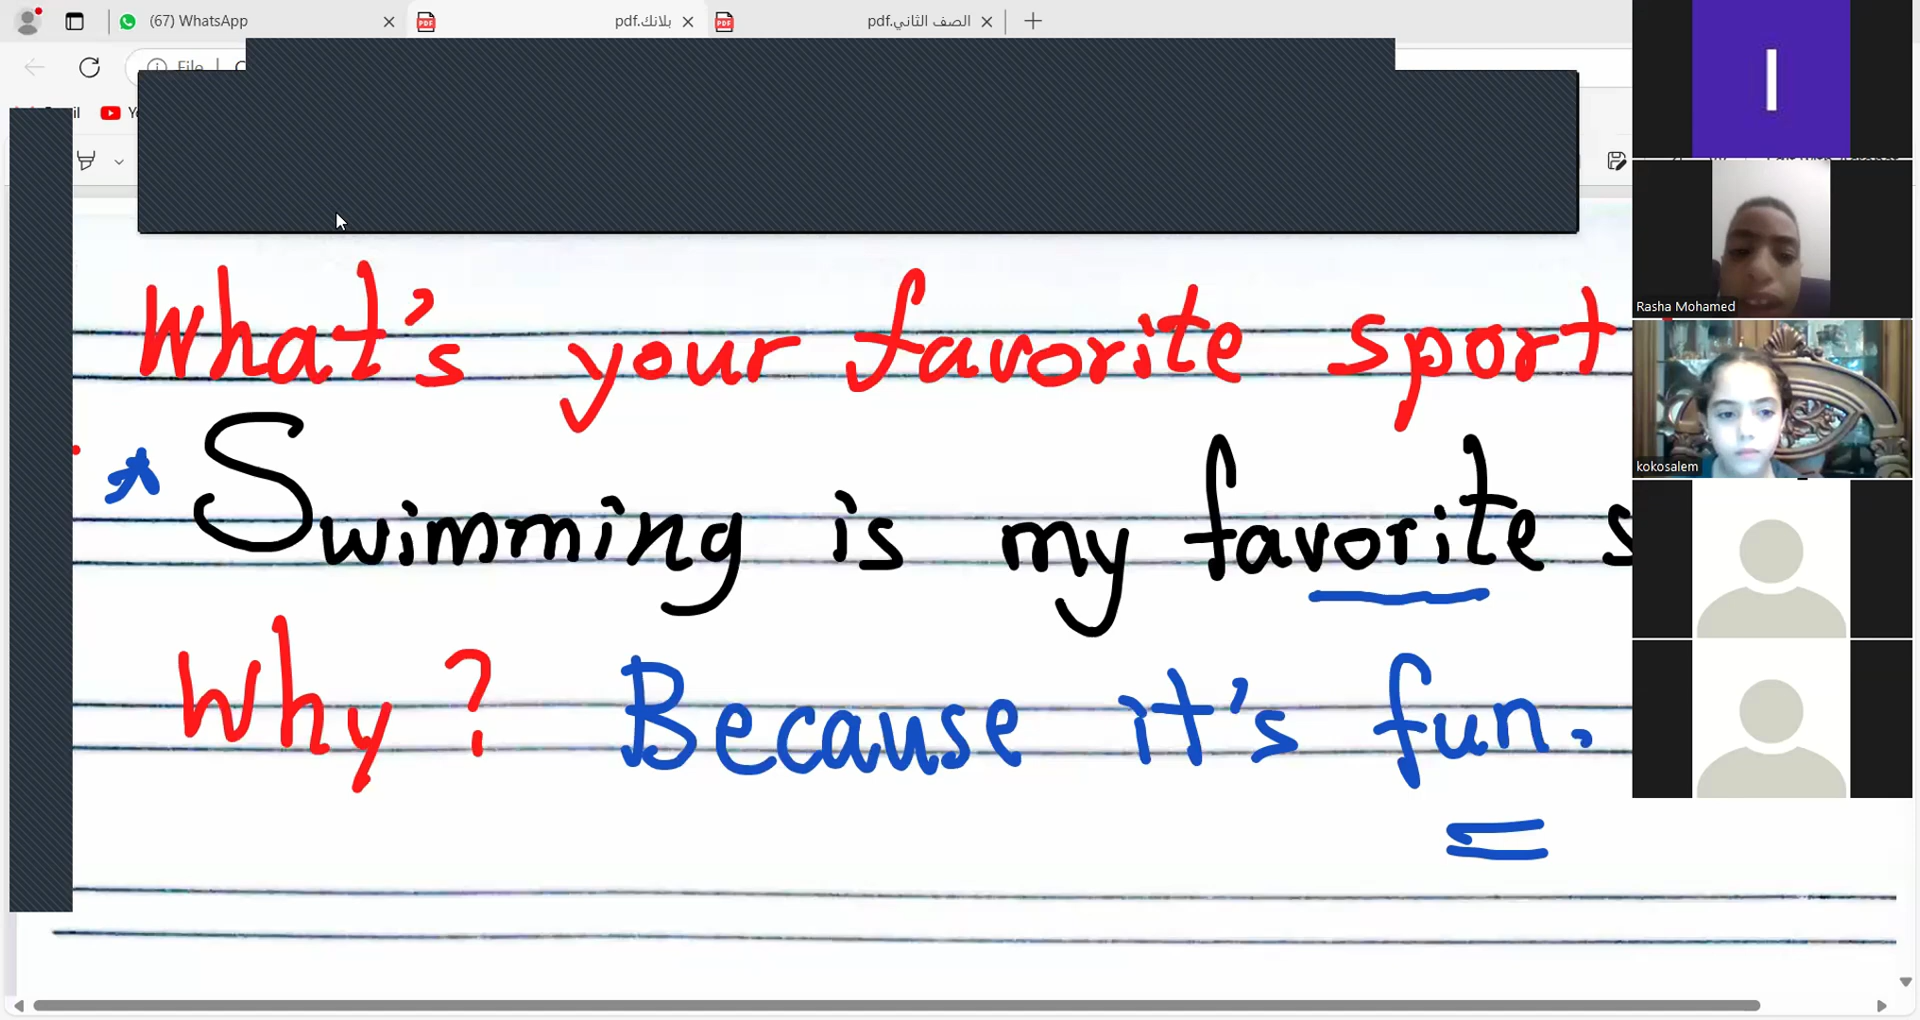 (67) WhatsApp
بلانك.pdf
الصف الثاني.pdf
File
What's your favorite sport
Swimming is my favorite s
Why? Because it's fun.
I
Rasha Mohamed
kokosalem